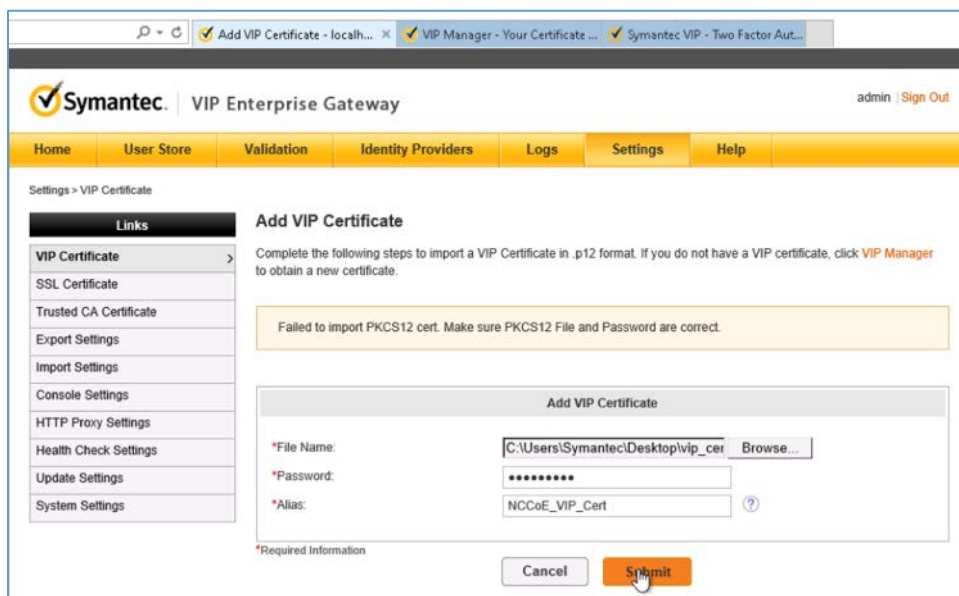 Add VIP Certificate - localh... × VIP Manager - Your Certificate ... Symantec VIP - Two Factor Aut...
Symantec. VIP Enterprise Gateway
admin | Sign Out
Home User Store Validation Identity Providers Logs Settings Help
Settings > VIP Certificate
Links
VIP Certificate
SSL Certificate
Trusted CA Certificate
Export Settings
Import Settings
Console Settings
HTTP Proxy Settings
Health Check Settings
Update Settings
System Settings
Add VIP Certificate
Complete the following steps to import a VIP Certificate in .p12 format. If you do not have a VIP certificate, click VIP Manager
to obtain a new certificate.
Failed to import PKCS12 cert. Make sure PKCS12 File and Password are correct.
Add VIP Certificate
*File Name: C:\Users\Symantec\Desktop\vip_cer Browse...
*Password: •••••••••
*Alias: NCCoE_VIP_Cert ?
*Required Information
Cancel Submit